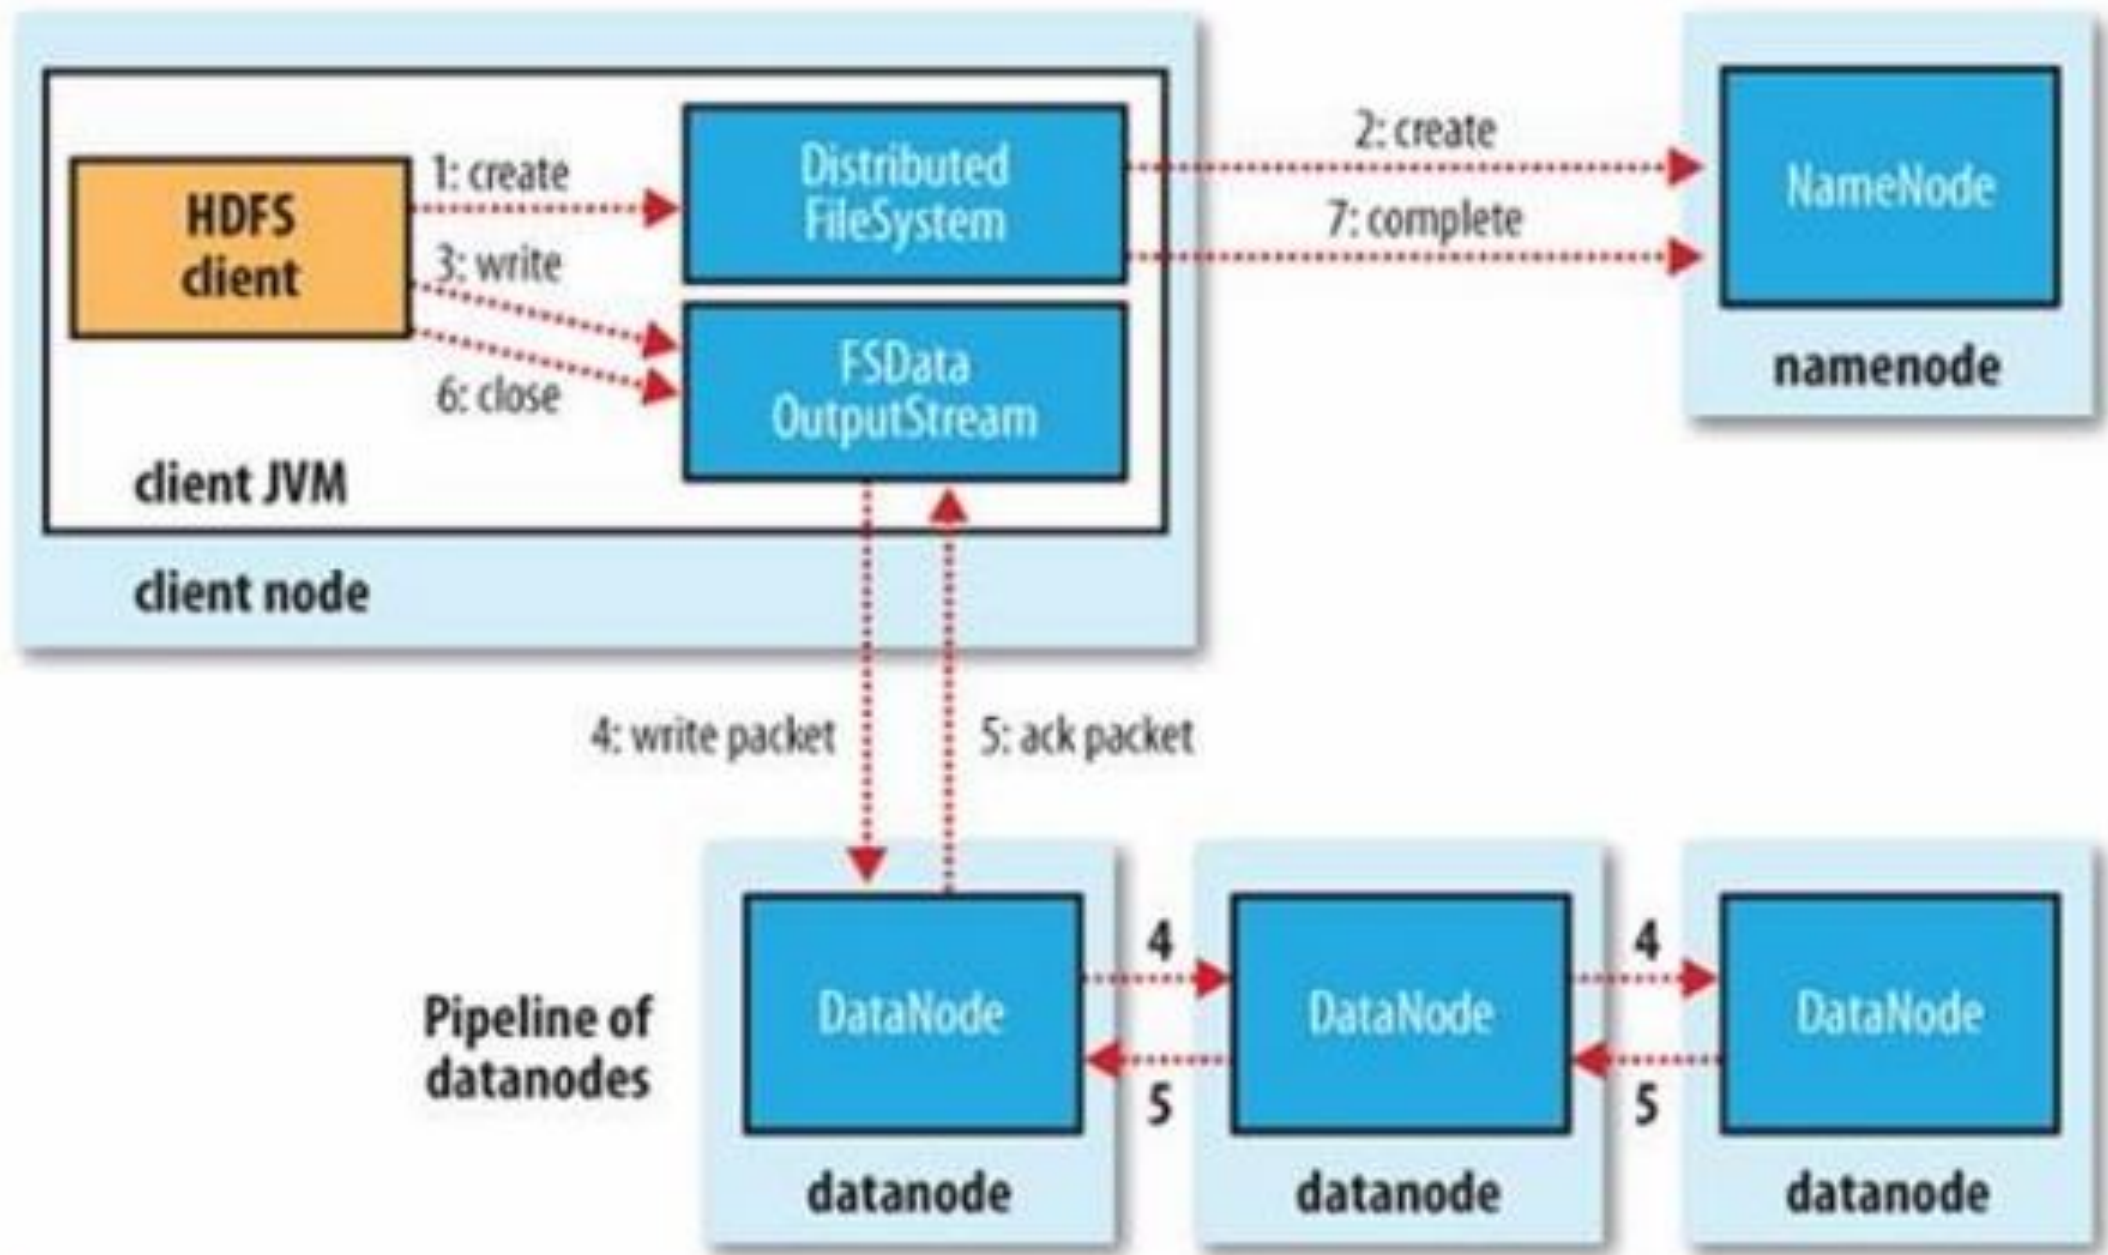 HDFS
client
1: create
3: write
6: close
Distributed
FileSystem
FSData
OutputStream
client JVM
client node
2: create
7: complete
NameNode
namenode
4: write packet
5: ack packet
Pipeline of
datanodes
DataNode
datanode
4
5
DataNode
datanode
4
5
DataNode
datanode